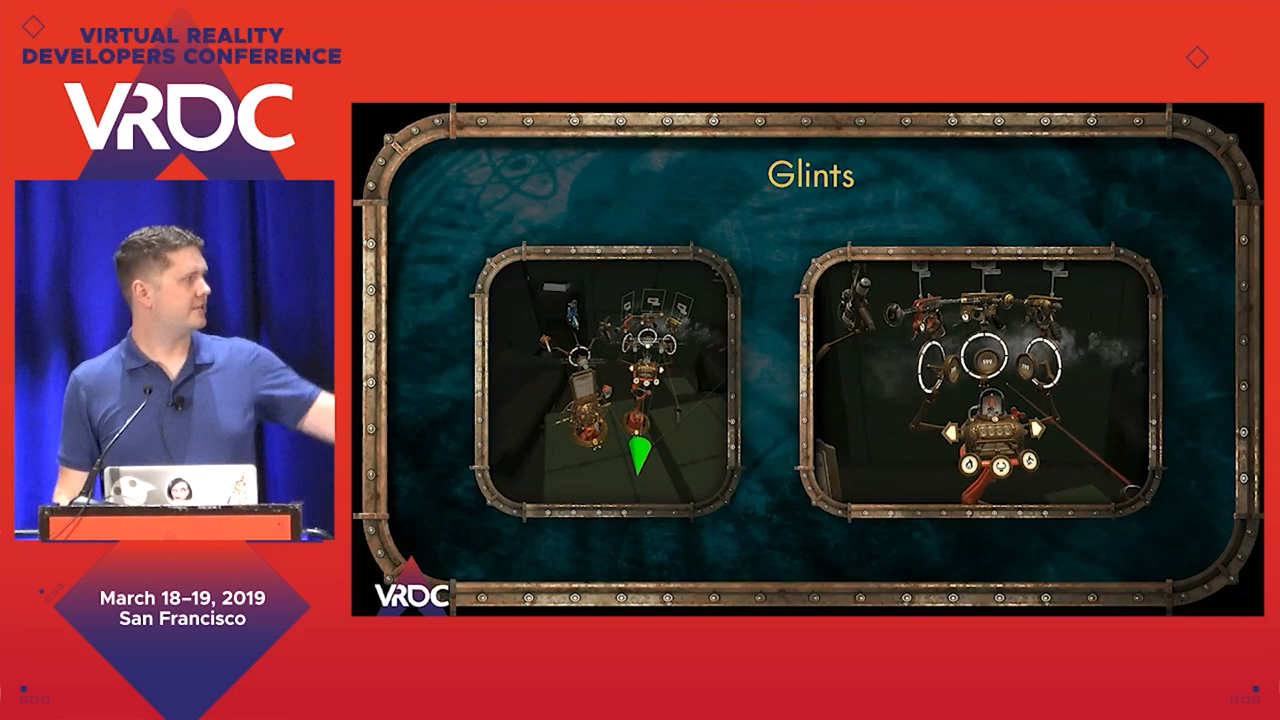 VIRTUAL REALITY
DEVELOPERS CONFERENCE
VRDC
Glints
VRDC
March 18–19, 2019
San Francisco